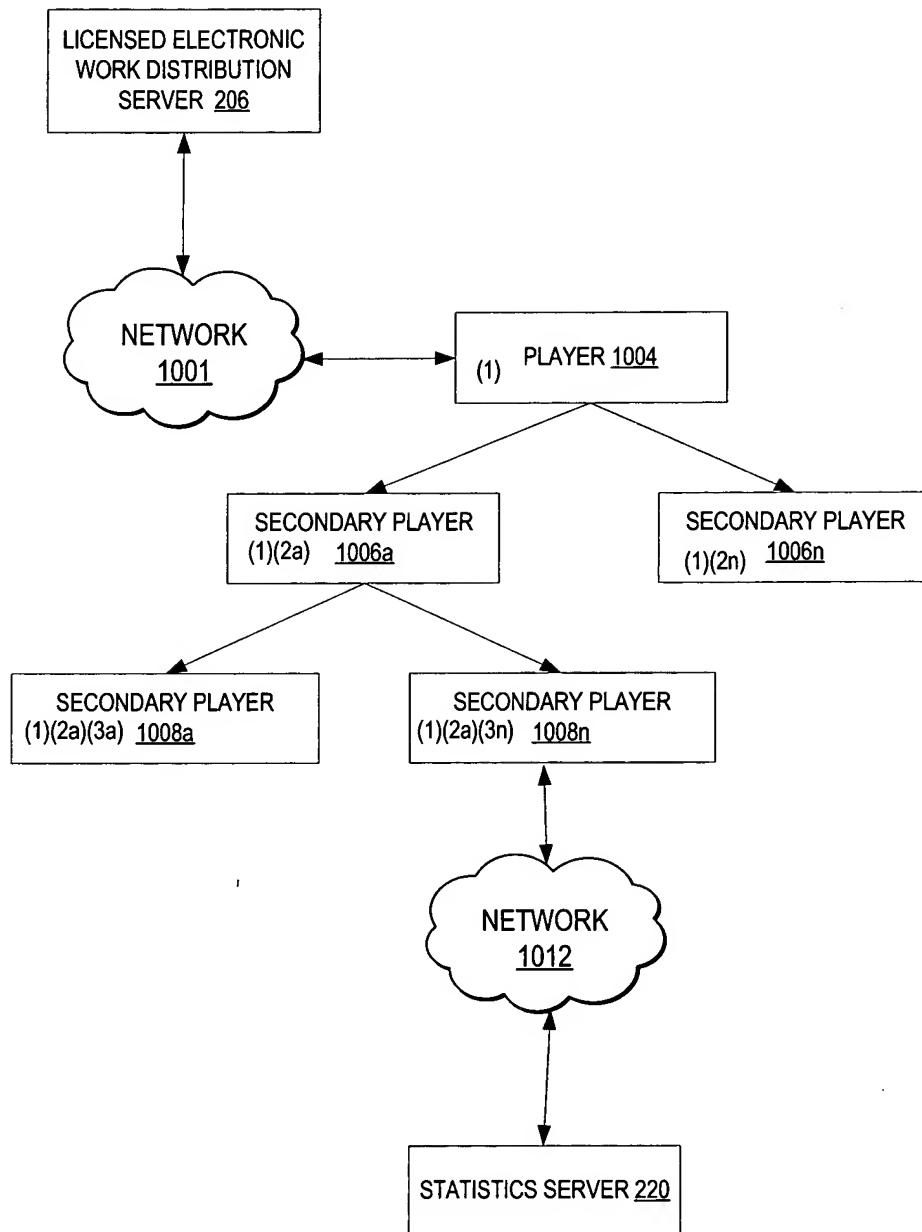 LICENSED ELECTRONIC
WORK DISTRIBUTION
SERVER 206
NETWORK
1001
PLAYER 1004
(1)
SECONDARY PLAYER
(1)(2a) 1006a
SECONDARY PLAYER
(1)(2n) 1006n
SECONDARY PLAYER
(1)(2a)(3a) 1008a
SECONDARY PLAYER
(1)(2a)(3n) 1008n
NETWORK
1012
STATISTICS SERVER 220